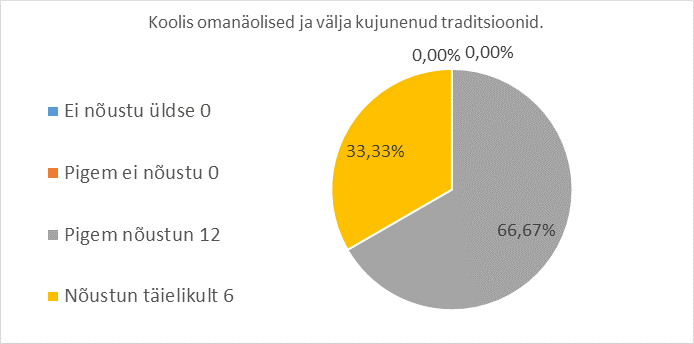 Koolis omanäolised ja välja kujunenud traditsioonid.
0,00%
0,00%
Ei nõustu üldse 0
33,33%
Pigem ei nõustu 0
Pigem nõustun 12
66,67%
Nõustun täielikult 6